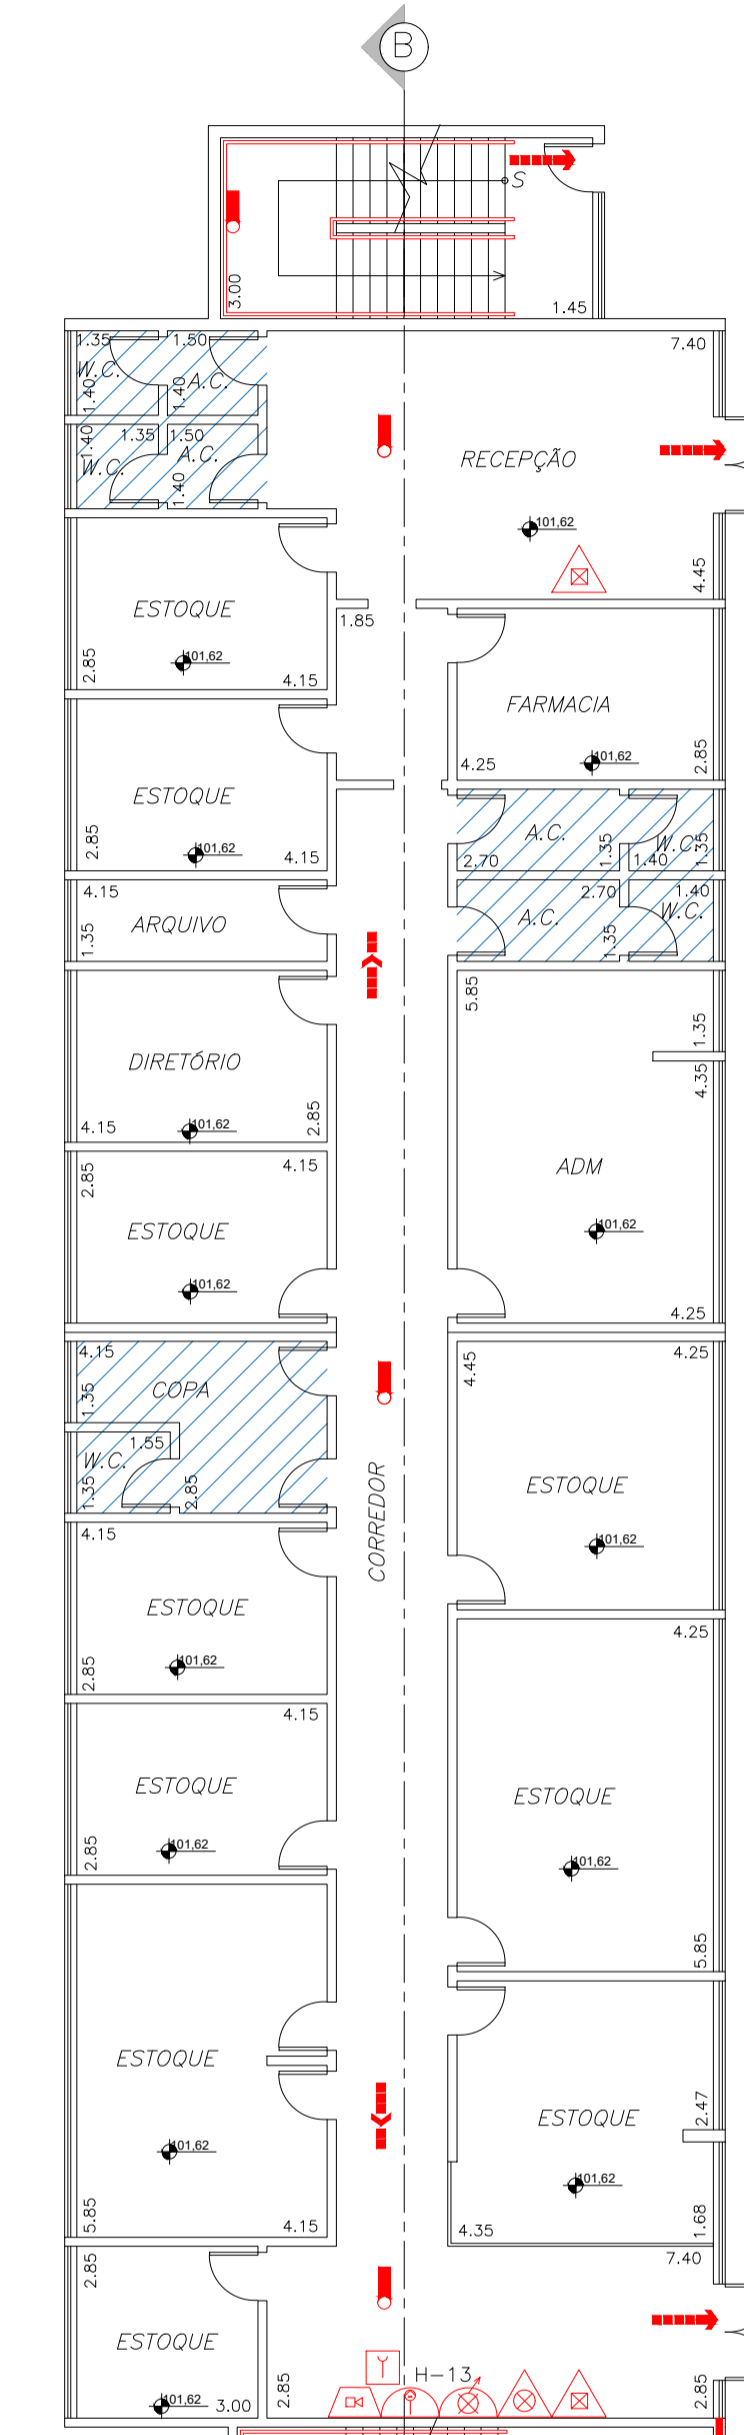 B
S
3.00
1.45
1.35
1.50
7.40
W.C.
A.C.
1.40
1.40
1.40
1.35
1.50
W.C.
A.C.
1.40
RECEPÇÃO
101,62
4.45
ESTOQUE
1.85
101,62
2.85
4.15
FARMACIA
101,62
4.25
2.85
ESTOQUE
101,62
2.85
4.15
A.C.
W.C.
1.35
1.35
2.70
1.40
4.15
ARQUIVO
1.35
2.70
1.40
A.C.
W.C.
1.35
5.85
1.35
4.35
DIRETÓRIO
4.15
101,62
2.85
ADM
101,62
4.25
4.15
2.85
ESTOQUE
101,62
4.15
COPA
1.35
1.55
W.C.
1.35
2.85
4.45
4.25
CORREDOR
ESTOQUE
101,62
4.15
ESTOQUE
101,62
2.85
4.25
4.15
ESTOQUE
101,62
2.85
ESTOQUE
101,62
5.85
ESTOQUE
101,62
5.85
4.15
ESTOQUE
2.47
101,62
4.35
1.68
7.40
2.85
ESTOQUE
101,62
3.00
2.85
H-13
2.85